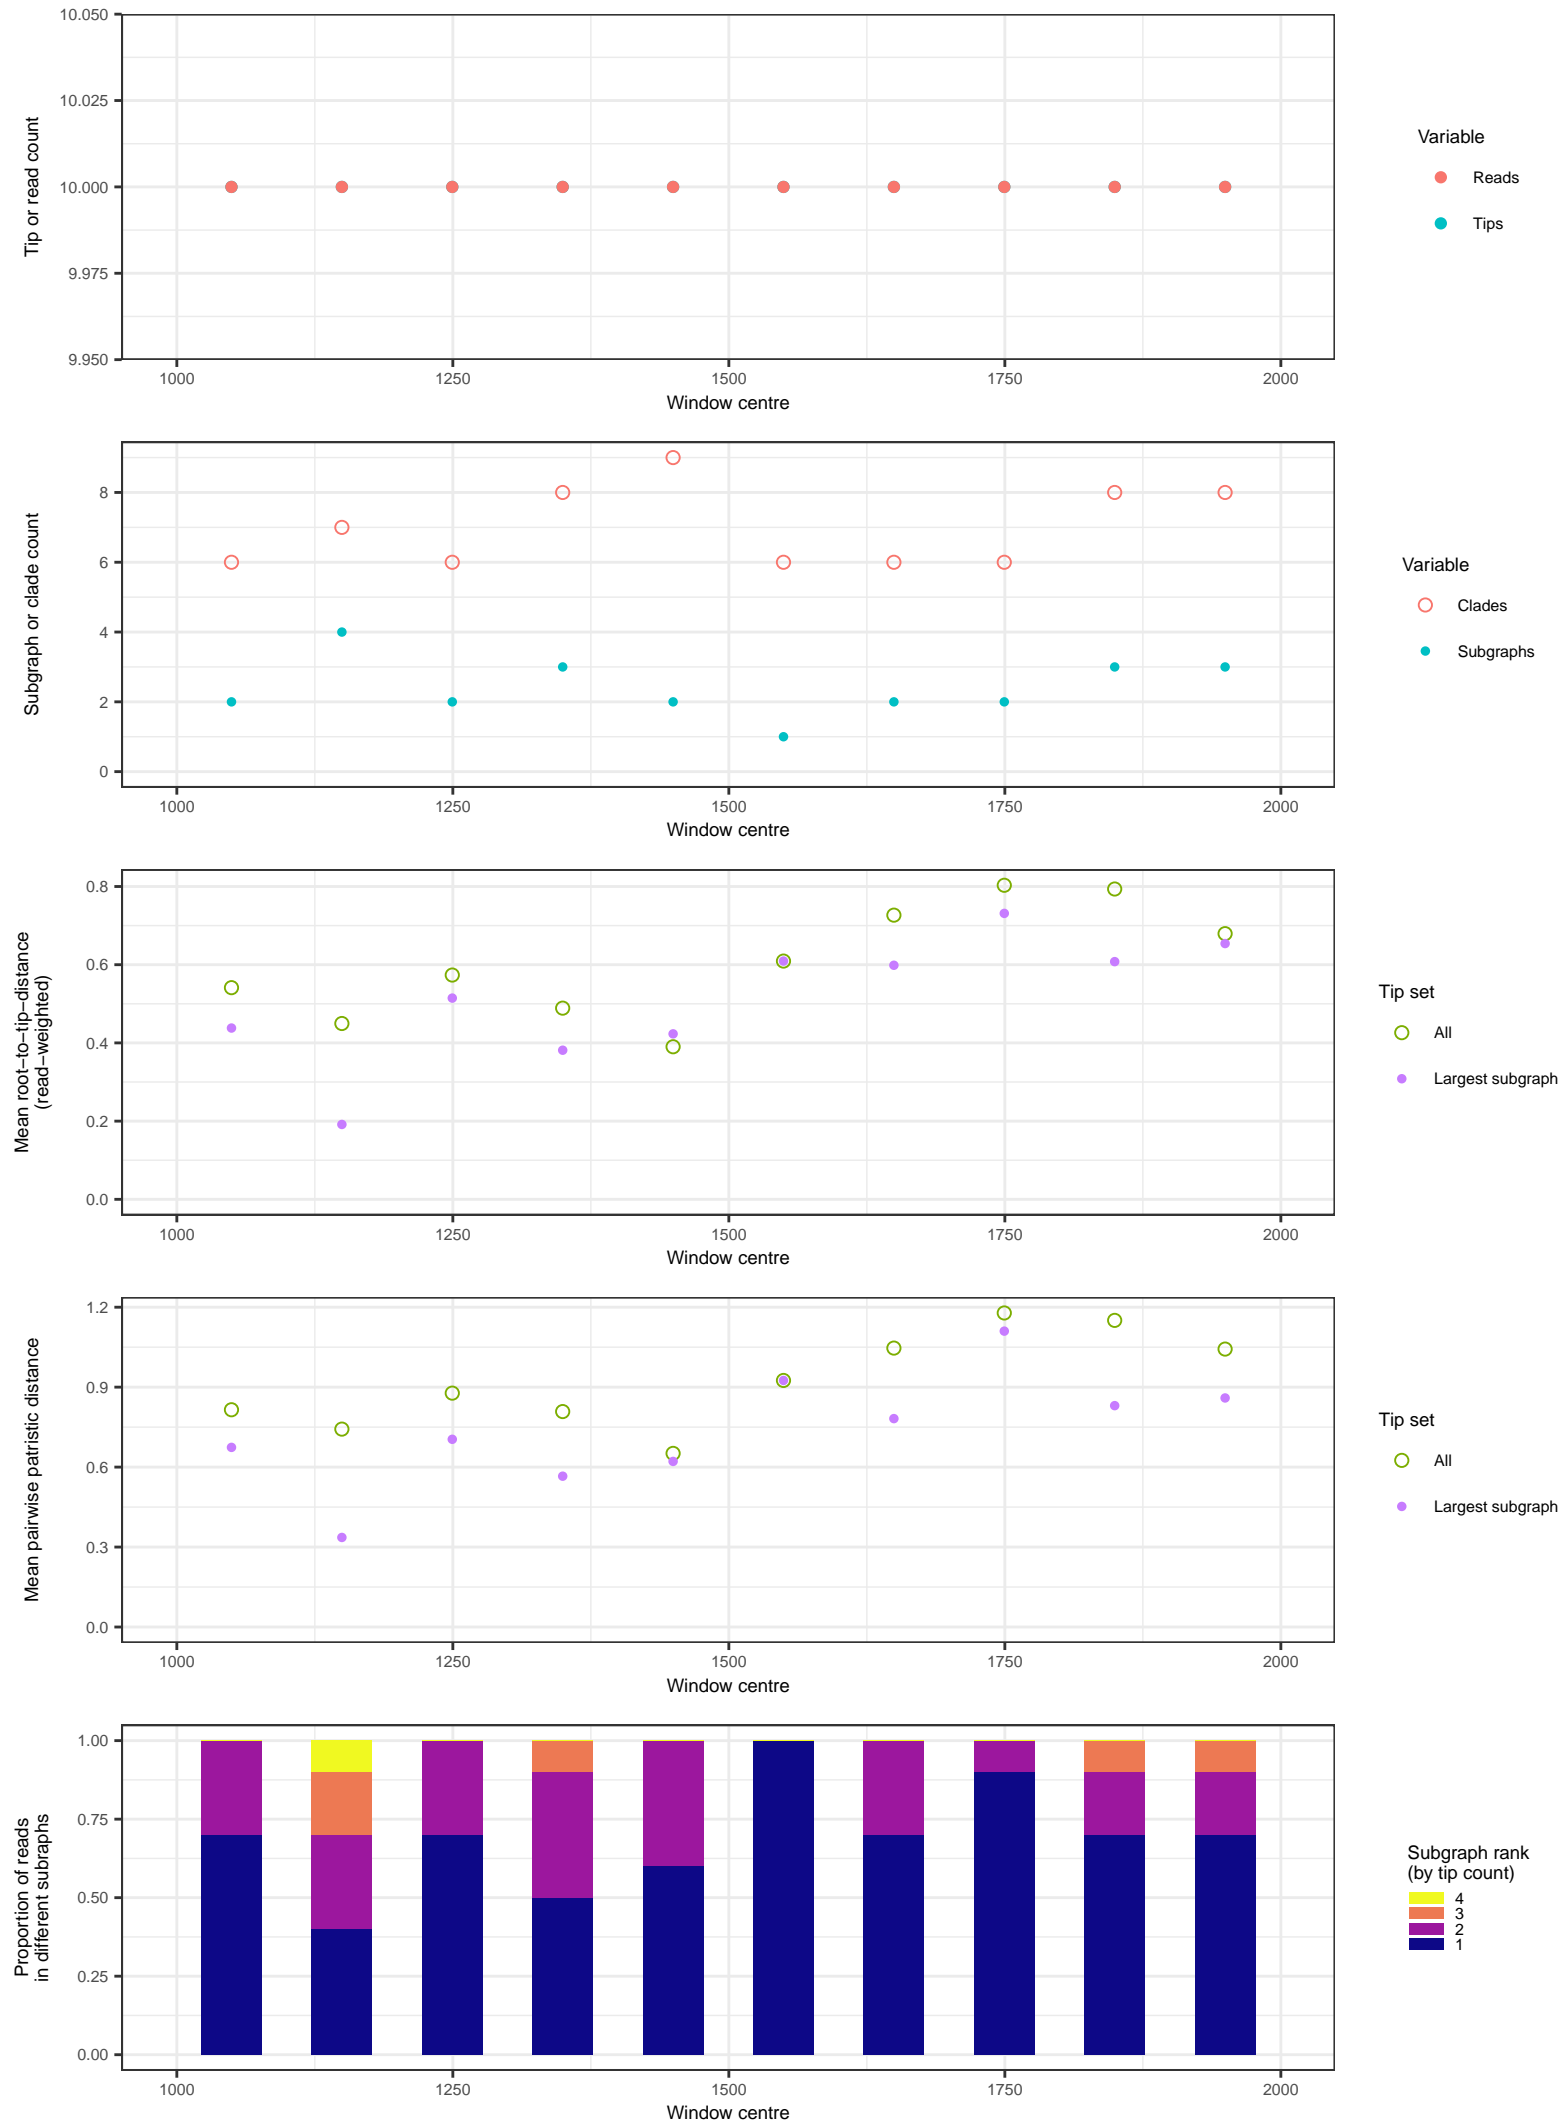 10.050
10.025
10.000
9.975
9.950
Tip or read count
1000 1250 1500 1750 2000
Window centre
Variable
Reads
Tips
8
6
4
2
0
Subgraph or clade count
1000 1250 1500 1750 2000
Window centre
Variable
Clades
Subgraphs
0.8
0.6
0.4
0.2
0.0
Mean root−to−tip−distance
(read−weighted)
1000 1250 1500 1750 2000
Window centre
Tip set
All
Largest subgraph
1.2
0.9
0.6
0.3
0.0
Mean pairwise patristic distance
1000 1250 1500 1750 2000
Window centre
Tip set
All
Largest subgraph
1.00
0.75
0.50
0.25
0.00
Proportion of reads
in different subraphs
1000 1250 1500 1750 2000
Window centre
Subgraph rank
(by tip count)
4
3
2
1